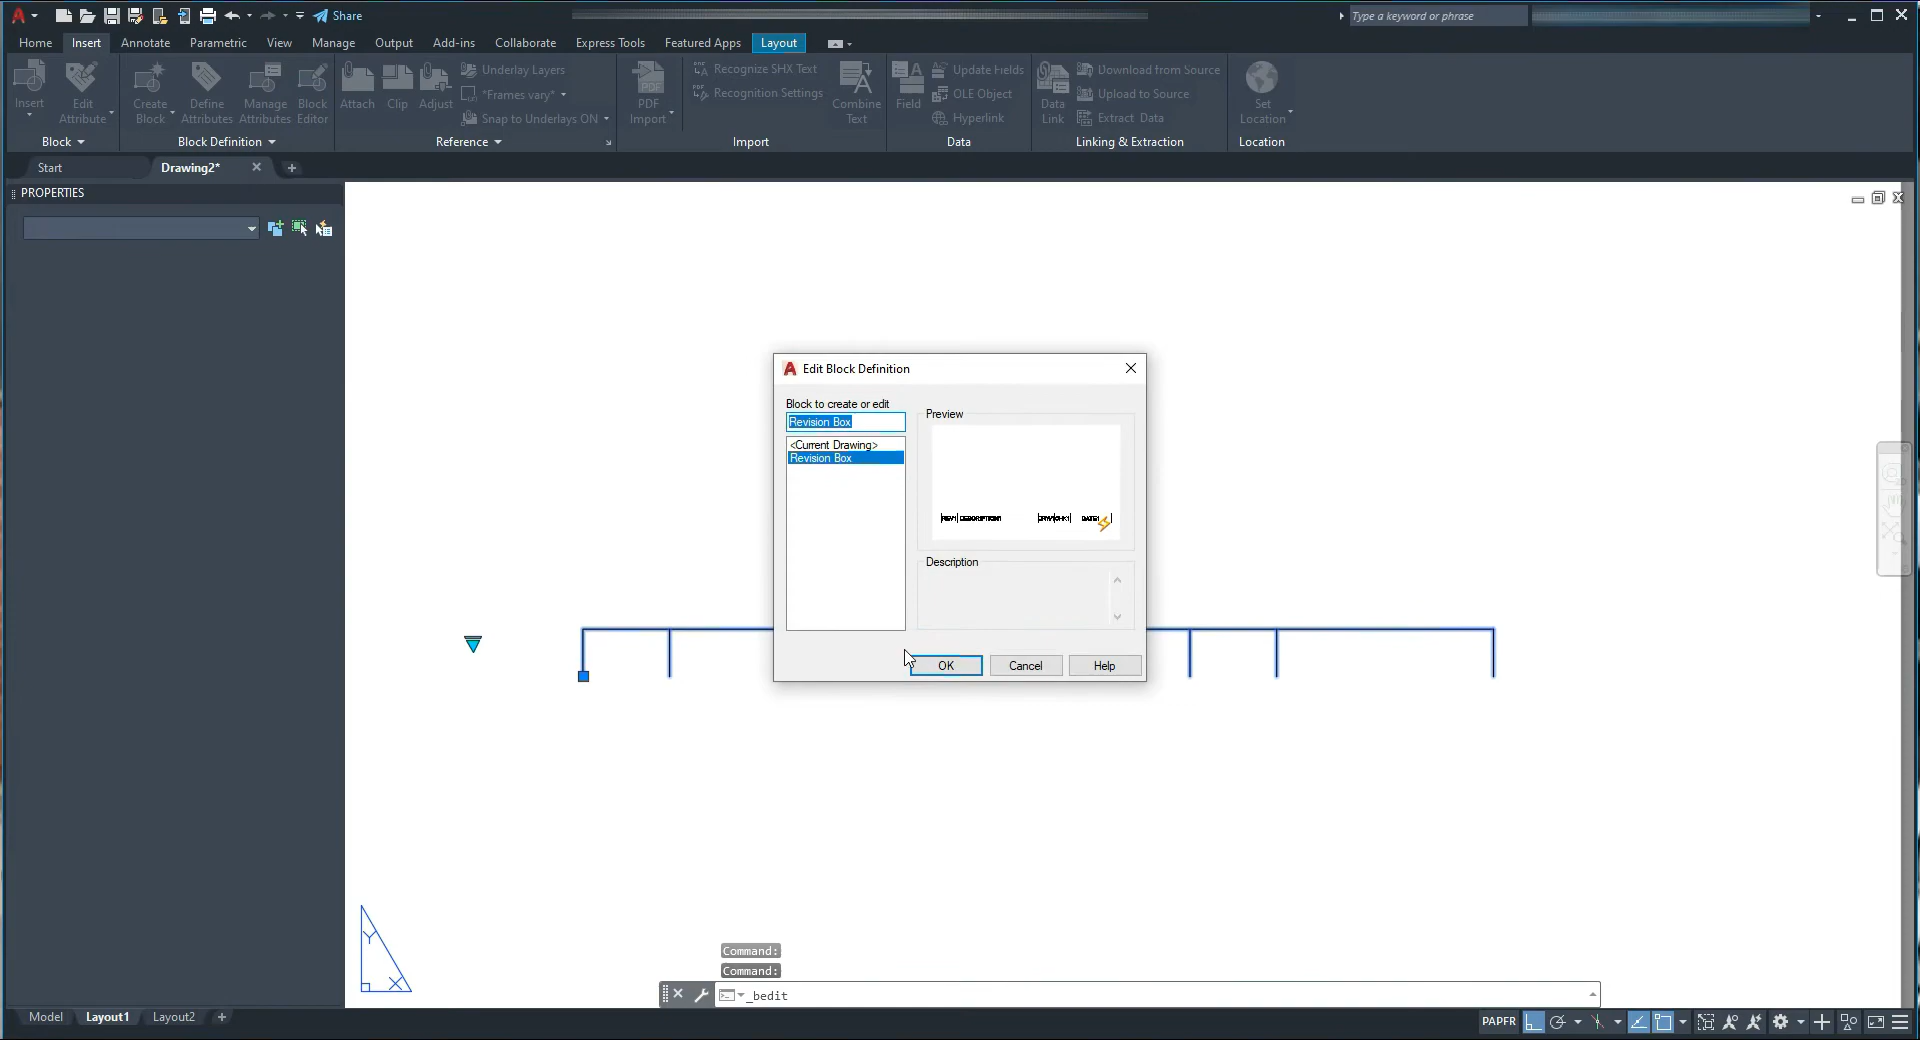 Share
Type a keyword or phrase
Home Insert Annotate Parametric View Manage Output Add-ins Collaborate Express Tools Featured Apps Layout
Insert
Edit
Attribute
Create
Block
Define
Attributes
Manage
Attributes
Block
Editor
Attach
Clip
Adjust
Underlay Layers
*Frames vary*
Snap to Underlays ON
PDF
Import
Recognize SHX Text
Recognition Settings
Combine
Text
Field
Update Fields
OLE Object
Hyperlink
Data
Link
Download from Source
Upload to Source
Extract Data
Set
Location
Block
Block Definition
Reference
Import
Data
Linking & Extraction
Location
Start
Drawing2*
PROPERTIES
Edit Block Definition
Block to create or edit
Revision Box
<Current Drawing>
Revision Box
Preview
REV1 DESCRIPTION1
CHK1
DATE1
Description
OK
Cancel
Help
Y
X
Command:
Command:
_bedit
Model
Layout1
Layout2
PAPER